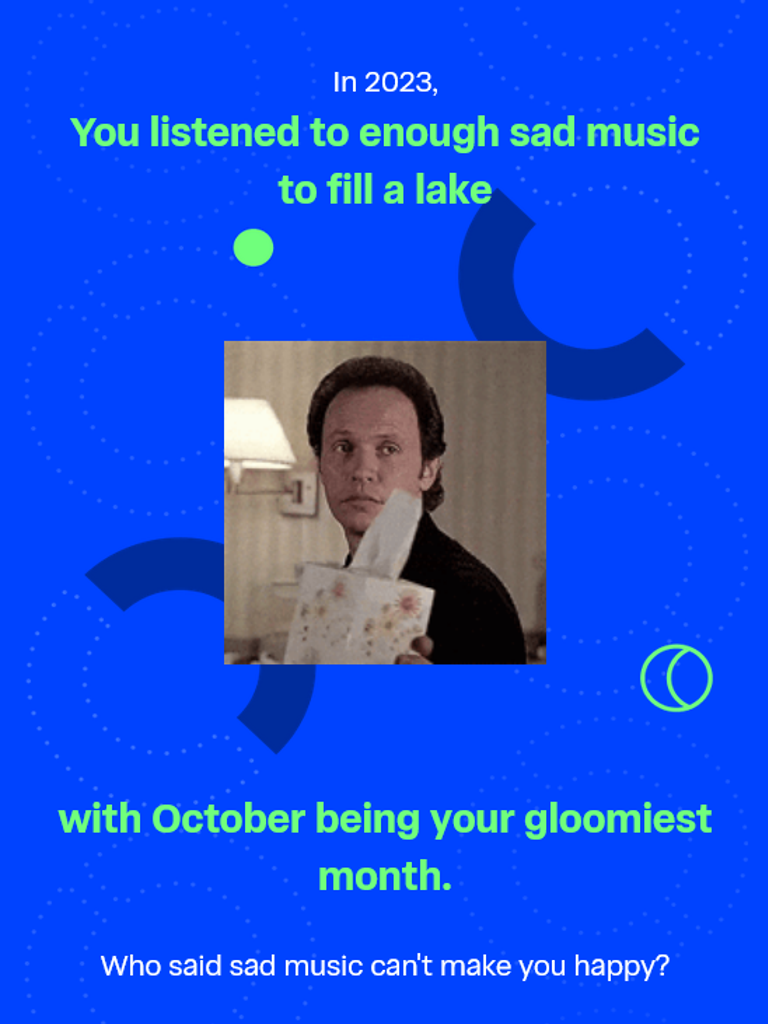 In 2023,
You listened to enough sad music
to fill a lake
with October being your gloomiest
month.
Who said sad music can't make you happy?